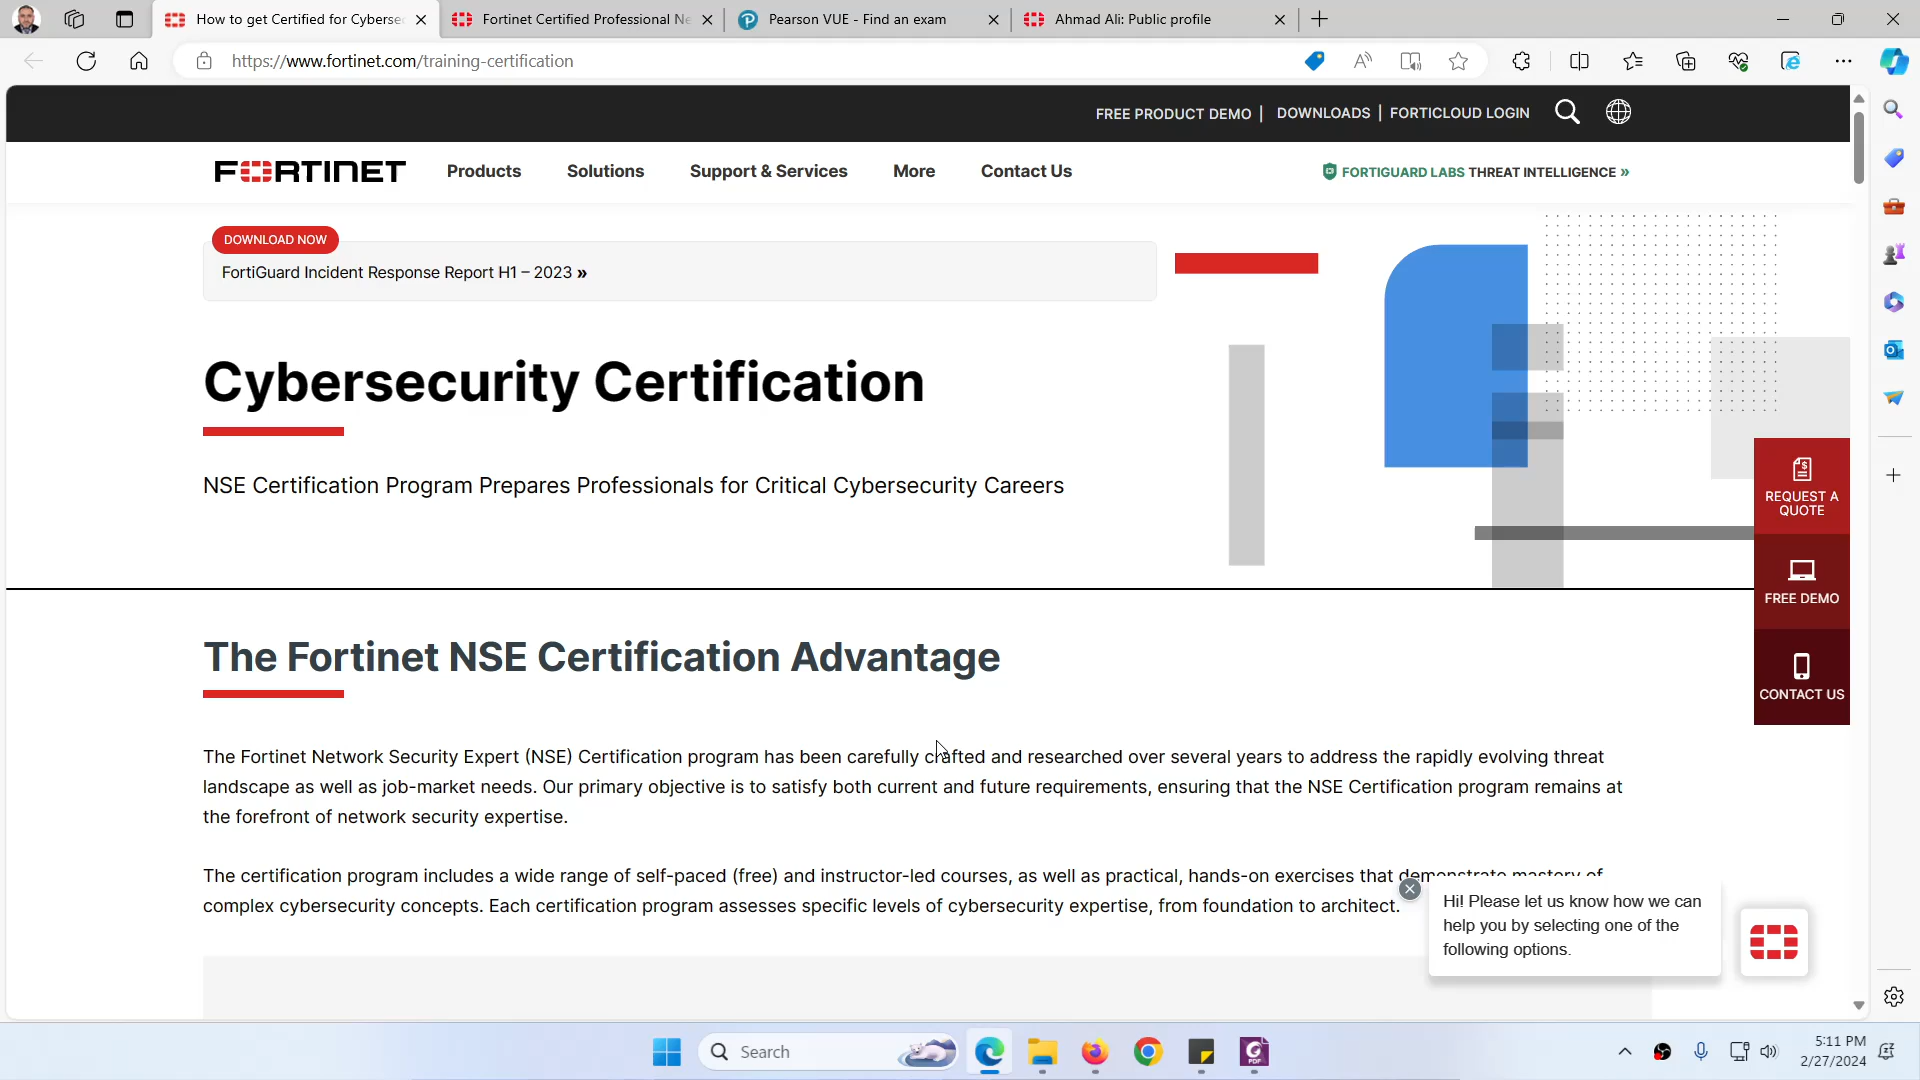 How to get Certified for Cyberse
Fortinet Certified Professional Ne
Pearson VUE - Find an exam
Ahmad Ali: Public profile
https://www.fortinet.com/training-certification
FREE PRODUCT DEMO | DOWNLOADS | FORTICLOUD LOGIN
FORTINET
Products
Solutions
Support & Services
More
Contact Us
FORTIGUARD LABS THREAT INTELLIGENCE »
DOWNLOAD NOW
FortiGuard Incident Response Report H1 – 2023 »
Cybersecurity Certification
NSE Certification Program Prepares Professionals for Critical Cybersecurity Careers
REQUEST A
QUOTE
FREE DEMO
CONTACT US
The Fortinet NSE Certification Advantage
The Fortinet Network Security Expert (NSE) Certification program has been carefully crafted and researched over several years to address the rapidly evolving threat
landscape as well as job-market needs. Our primary objective is to satisfy both current and future requirements, ensuring that the NSE Certification program remains at
the forefront of network security expertise.
The certification program includes a wide range of self-paced (free) and instructor-led courses, as well as practical, hands-on exercises that demonstrate mastery of
complex cybersecurity concepts. Each certification program assesses specific levels of cybersecurity expertise, from foundation to architect.
Hi! Please let us know how we can
help you by selecting one of the
following options.
Search
5:11 PM
2/27/2024